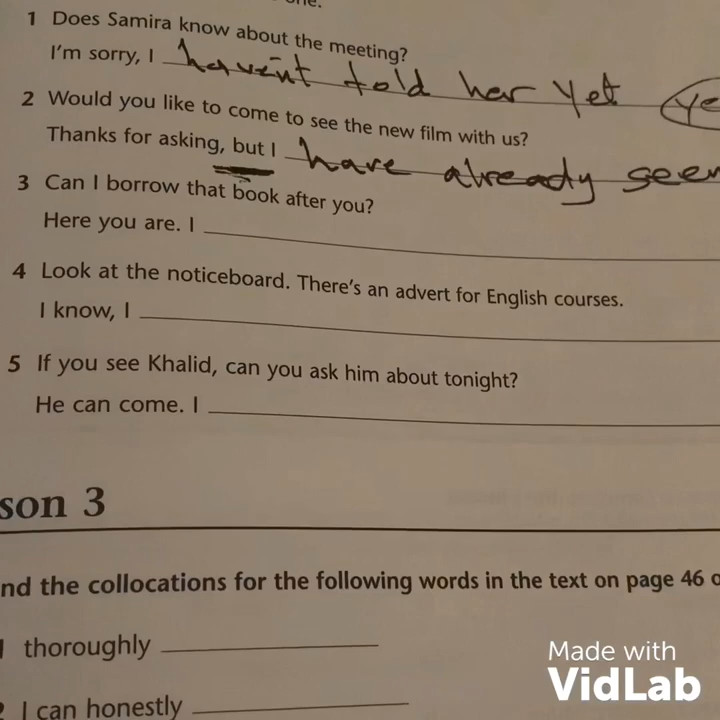 one.
1 Does Samira know about the meeting?
I'm sorry, I haven't told her yet
2 Would you like to come to see the new film with us?
Thanks for asking, but I have already seen
3 Can I borrow that book after you?
Here you are. I
4 Look at the noticeboard. There's an advert for English courses.
I know, I
5 If you see Khalid, can you ask him about tonight?
He can come. I
son 3
nd the collocations for the following words in the text on page 46 o
1 thoroughly
2 I can honestly
Made with
VidLab